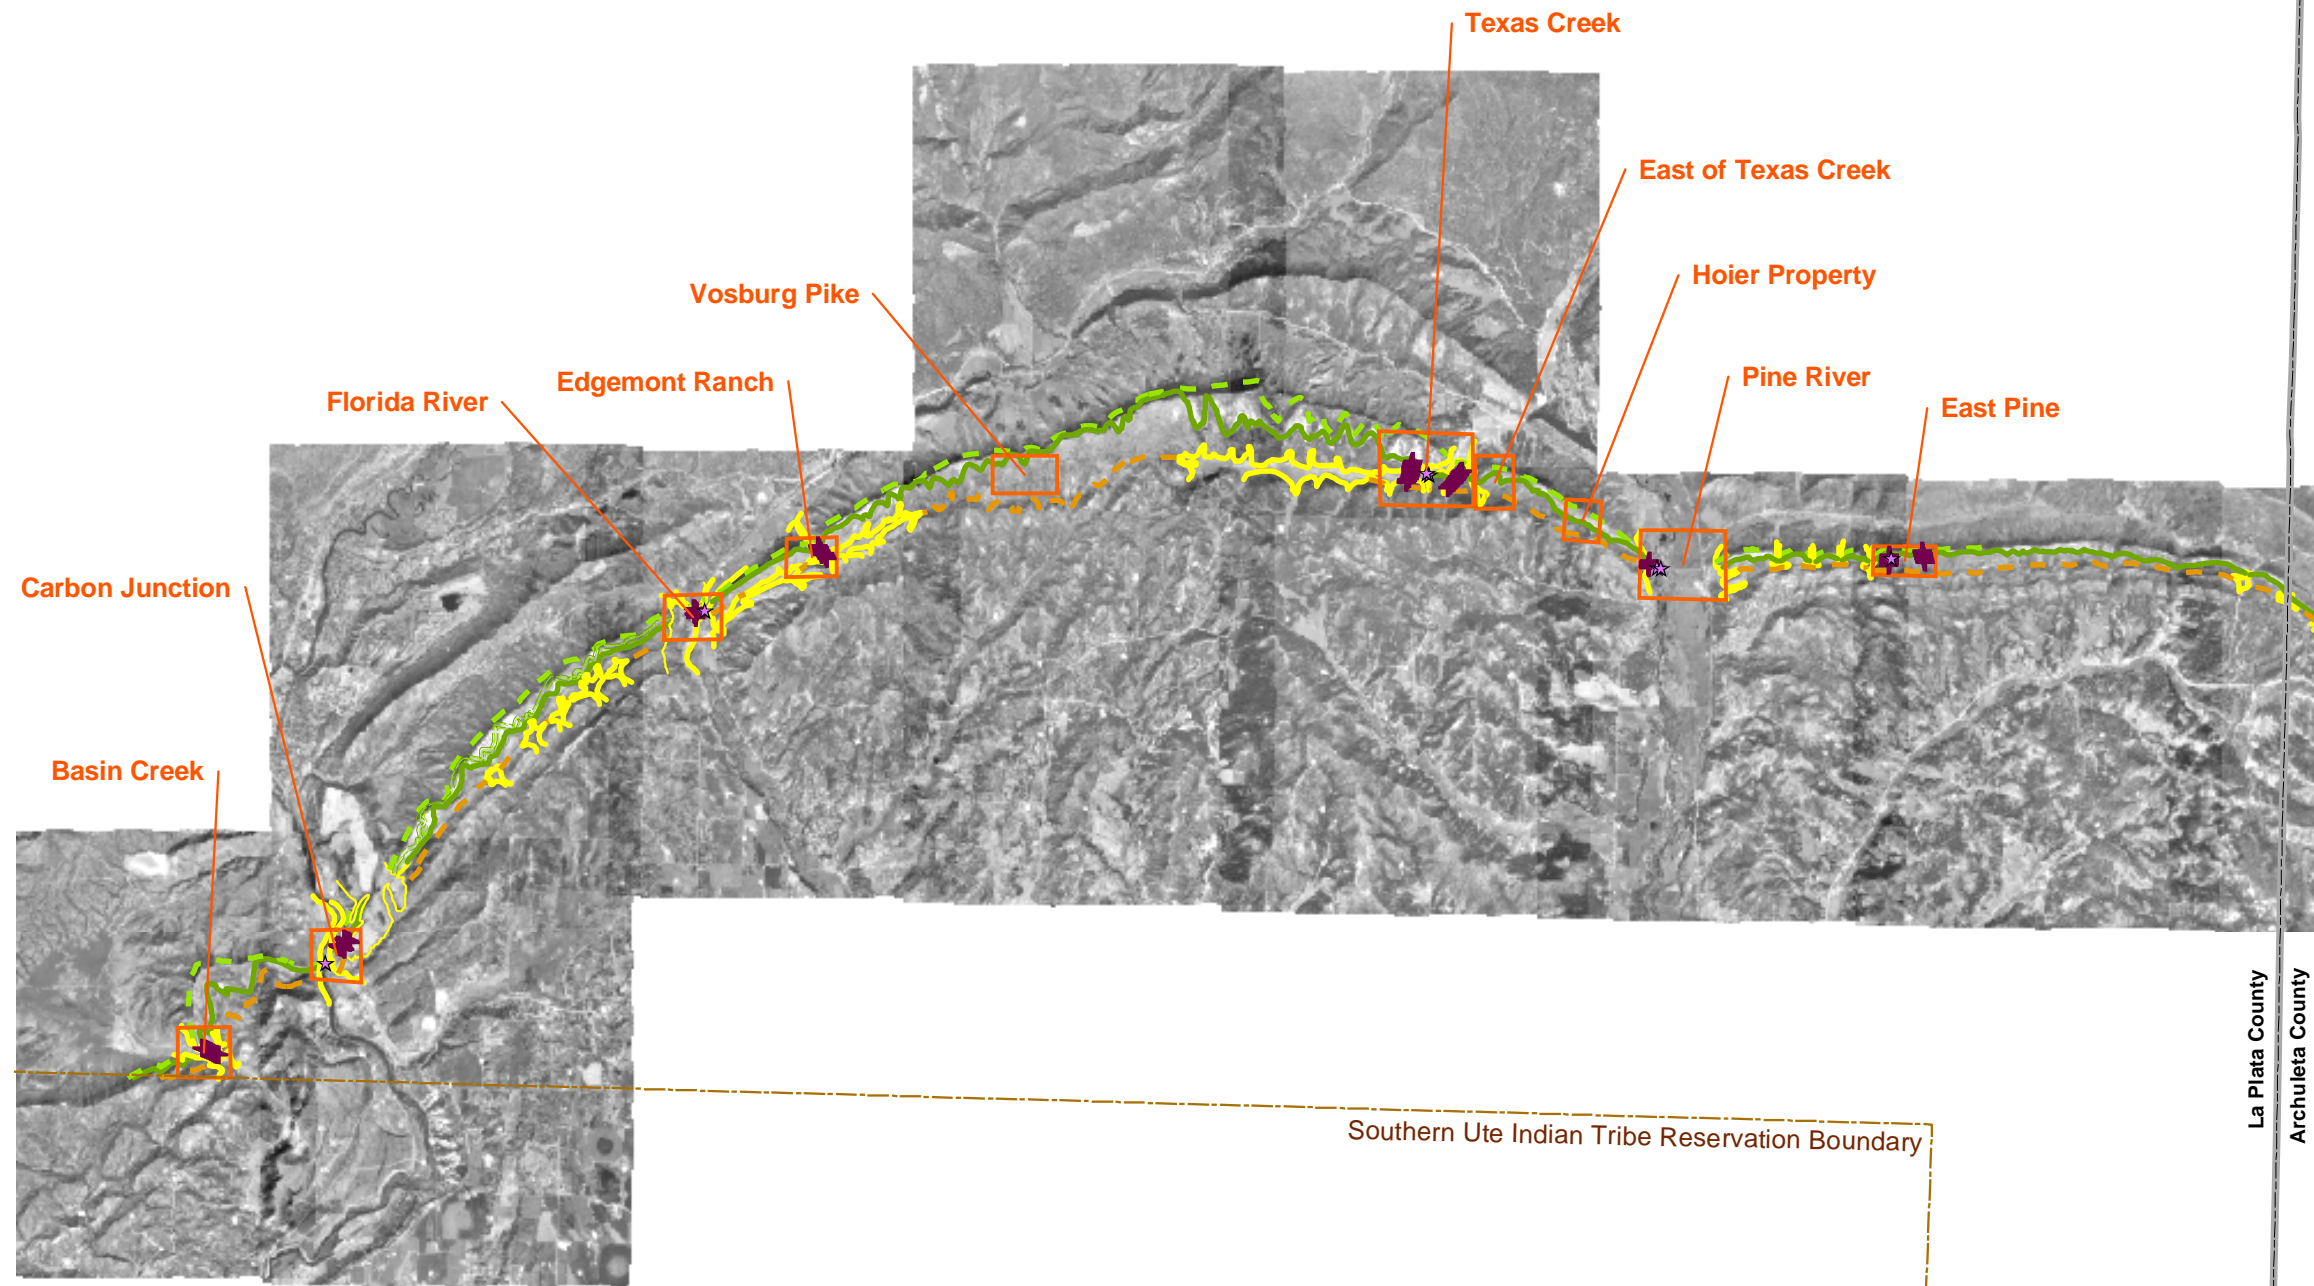 Texas Creek
East of Texas Creek
Hoier Property
Vosburg Pike
Pine River
Edgemont Ranch
Florida River
East Pine
Carbon Junction
Basin Creek
La Plata County
Archuleta County
Southern Ute Indian Tribe Reservation Boundary